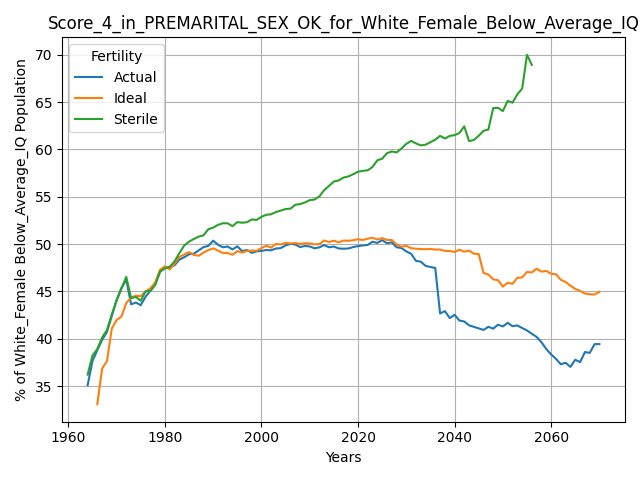 Score_4_in_PREMARITAL_SEX_OK_for_White_Female_Below_Average_IQ
% of White_Female Below_Average_IQ Population
70
65
60
55
50
45
40
35
Fertility
Actual
Ideal
Sterile
1960 1980 2000 2020 2040 2060
Years